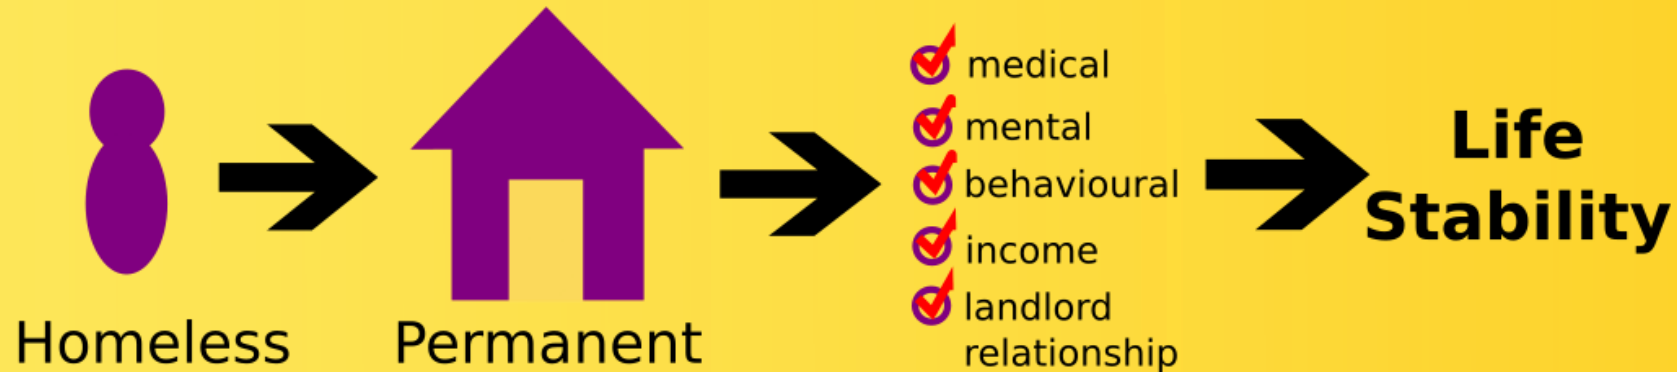 Homeless
Permanent
medical
mental
behavioural
income
landlord
relationship
Life
Stability